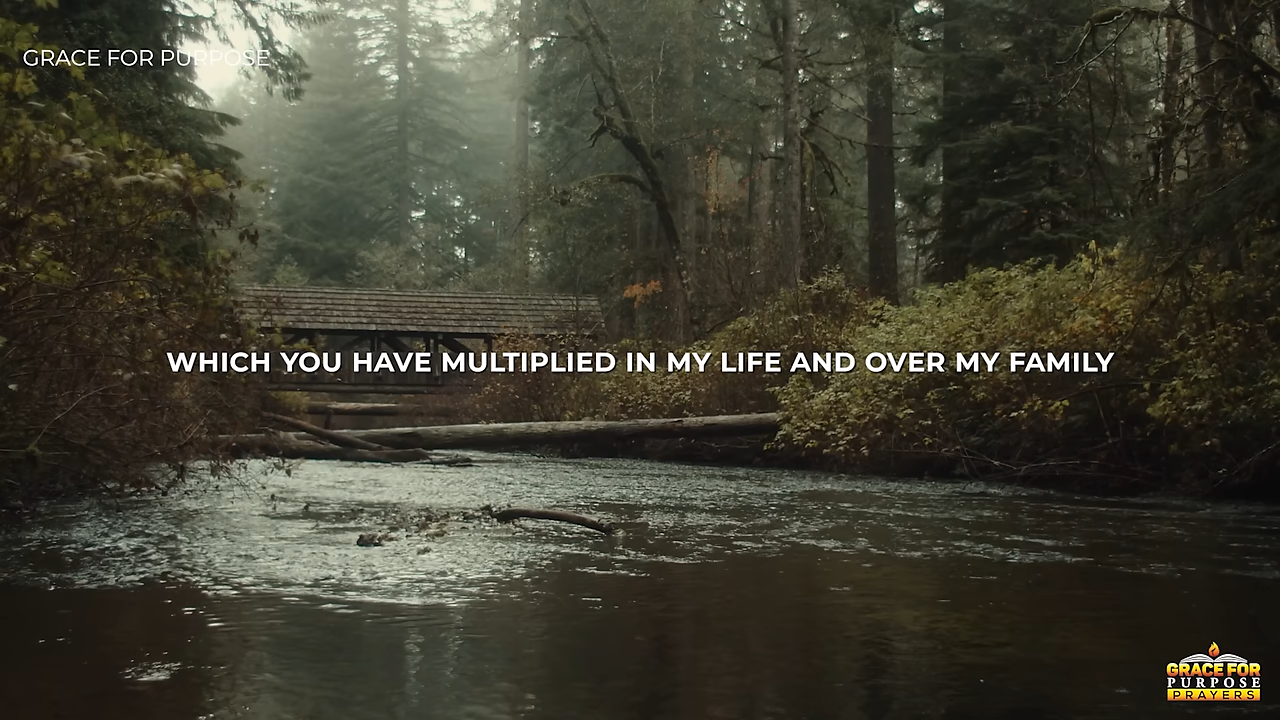 GRACE FOR PURPOSE
WHICH YOU HAVE MULTIPLIED IN MY LIFE AND OVER MY FAMILY
GRACE FOR
PURPOSE
PRAYERS